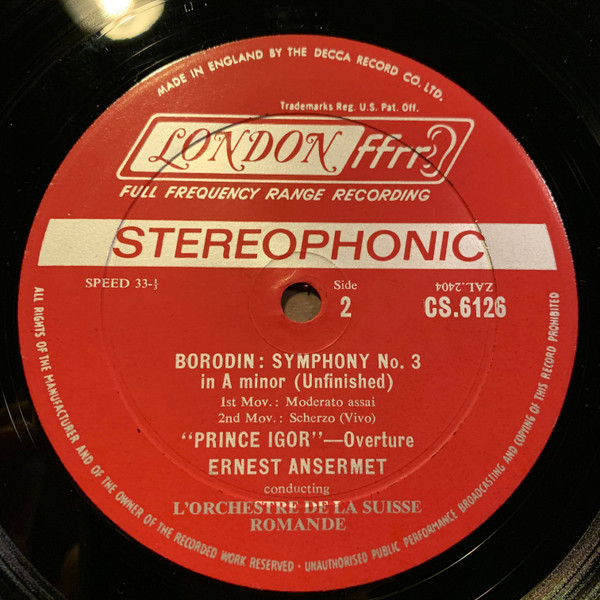 MADE IN ENGLAND BY THE DECCA RECORD CO. LTD.
Trademarks Reg. U.S. Pat. Off.
LONDON ffrr
FULL FREQUENCY RANGE RECORDING
STEREOPHONIC
SPEED 33-⅓
Side
2
ZAL.2404
CS.6126
BORODIN: SYMPHONY No. 3
in A minor (Unfinished)
1st Mov.: Moderato assai
2nd Mov.: Scherzo (Vivo)
"PRINCE IGOR"—Overture
ERNEST ANSERMET
conducting
L'ORCHESTRE DE LA SUISSE
ROMANDE
ALL RIGHTS OF THE MANUFACTURER AND OF THE OWNER OF THE RECORDED WORK RESERVED · UNAUTHORISED PUBLIC PERFORMANCE BROADCASTING AND COPYING OF THIS RECORD PROHIBITED